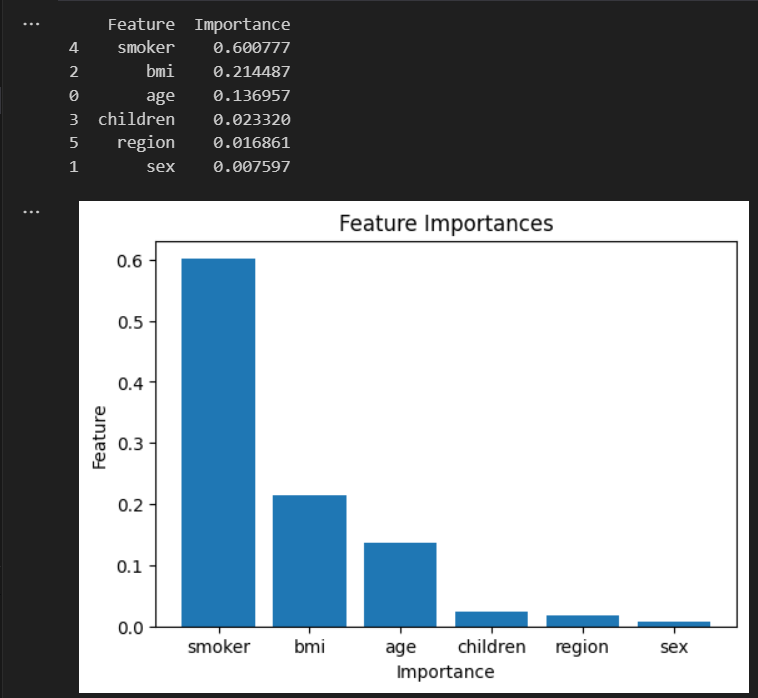 ...
Feature Importance
4 smoker 0.600777
2 bmi 0.214487
0 age 0.136957
3 children 0.023320
5 region 0.016861
1 sex 0.007597
...
Feature Importances
Feature
0.6
0.5
0.4
0.3
0.2
0.1
0.0
smoker bmi age children region sex
Importance